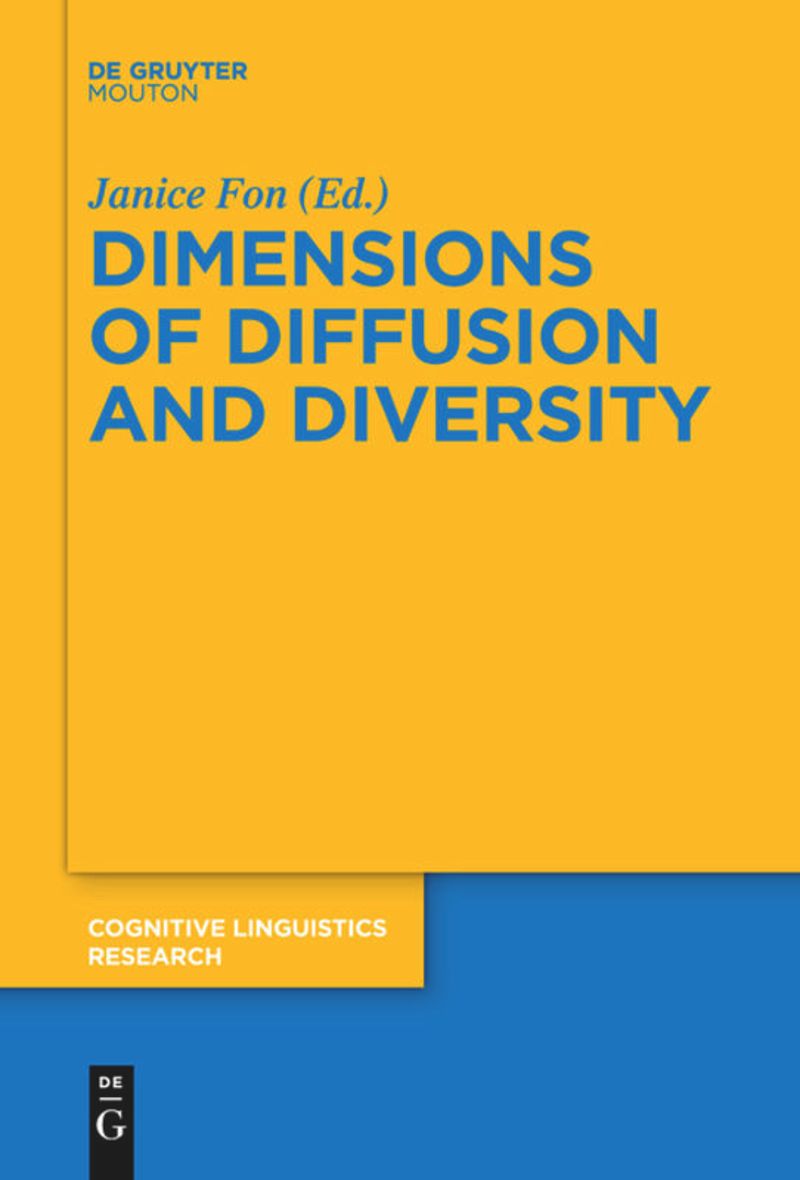 DE GRUYTER
MOUTON
Janice Fon (Ed.)
DIMENSIONS
OF DIFFUSION
AND DIVERSITY
COGNITIVE LINGUISTICS
RESEARCH
DE
G